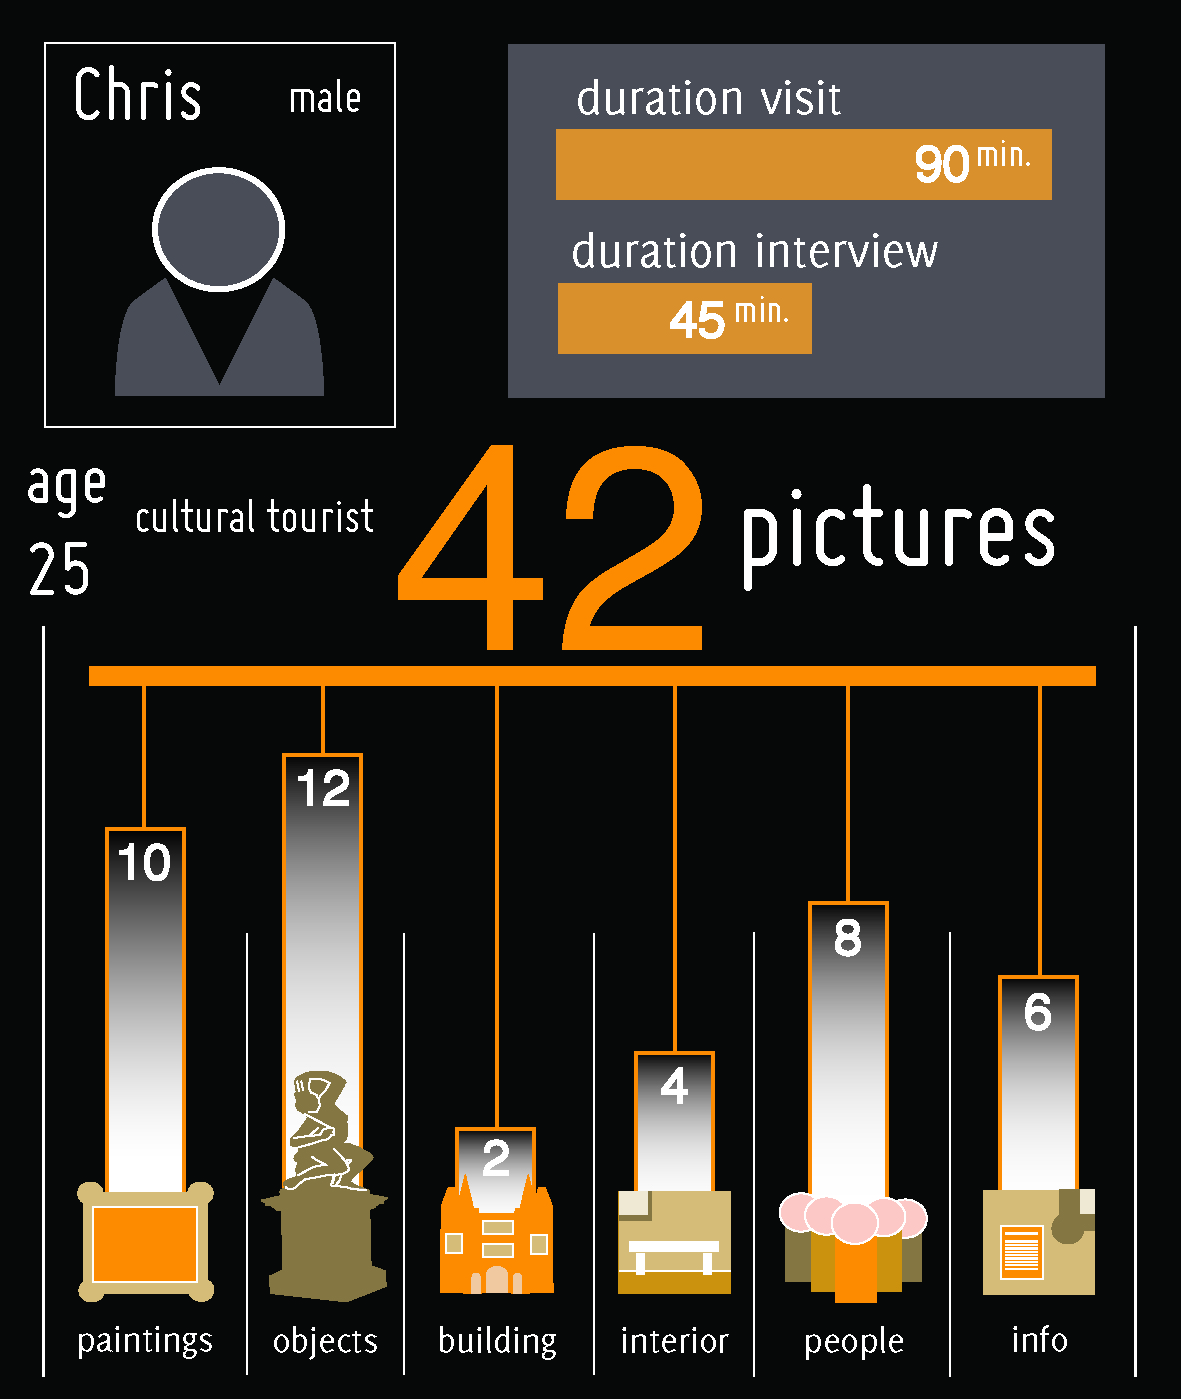 Chris male
duration visit
90 min.
duration interview
45 min.
age
25
cultural tourist
42 pictures
10
12
2
4
8
6
paintings
objects
building
interior
people
info